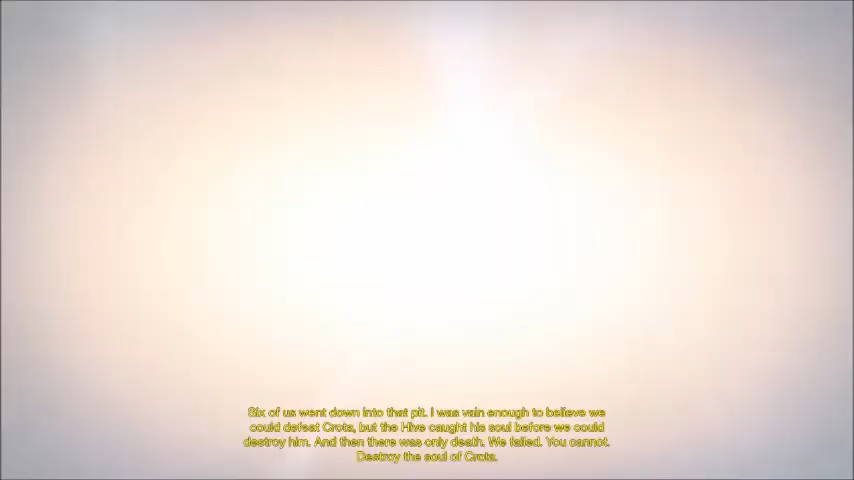 Six of us went down into that pit. I was vain enough to believe we
could defeat Crota, but the Hive caught his soul before we could
destroy him. And then there was only death. We failed. You cannot.
Destroy the soul of Crota.